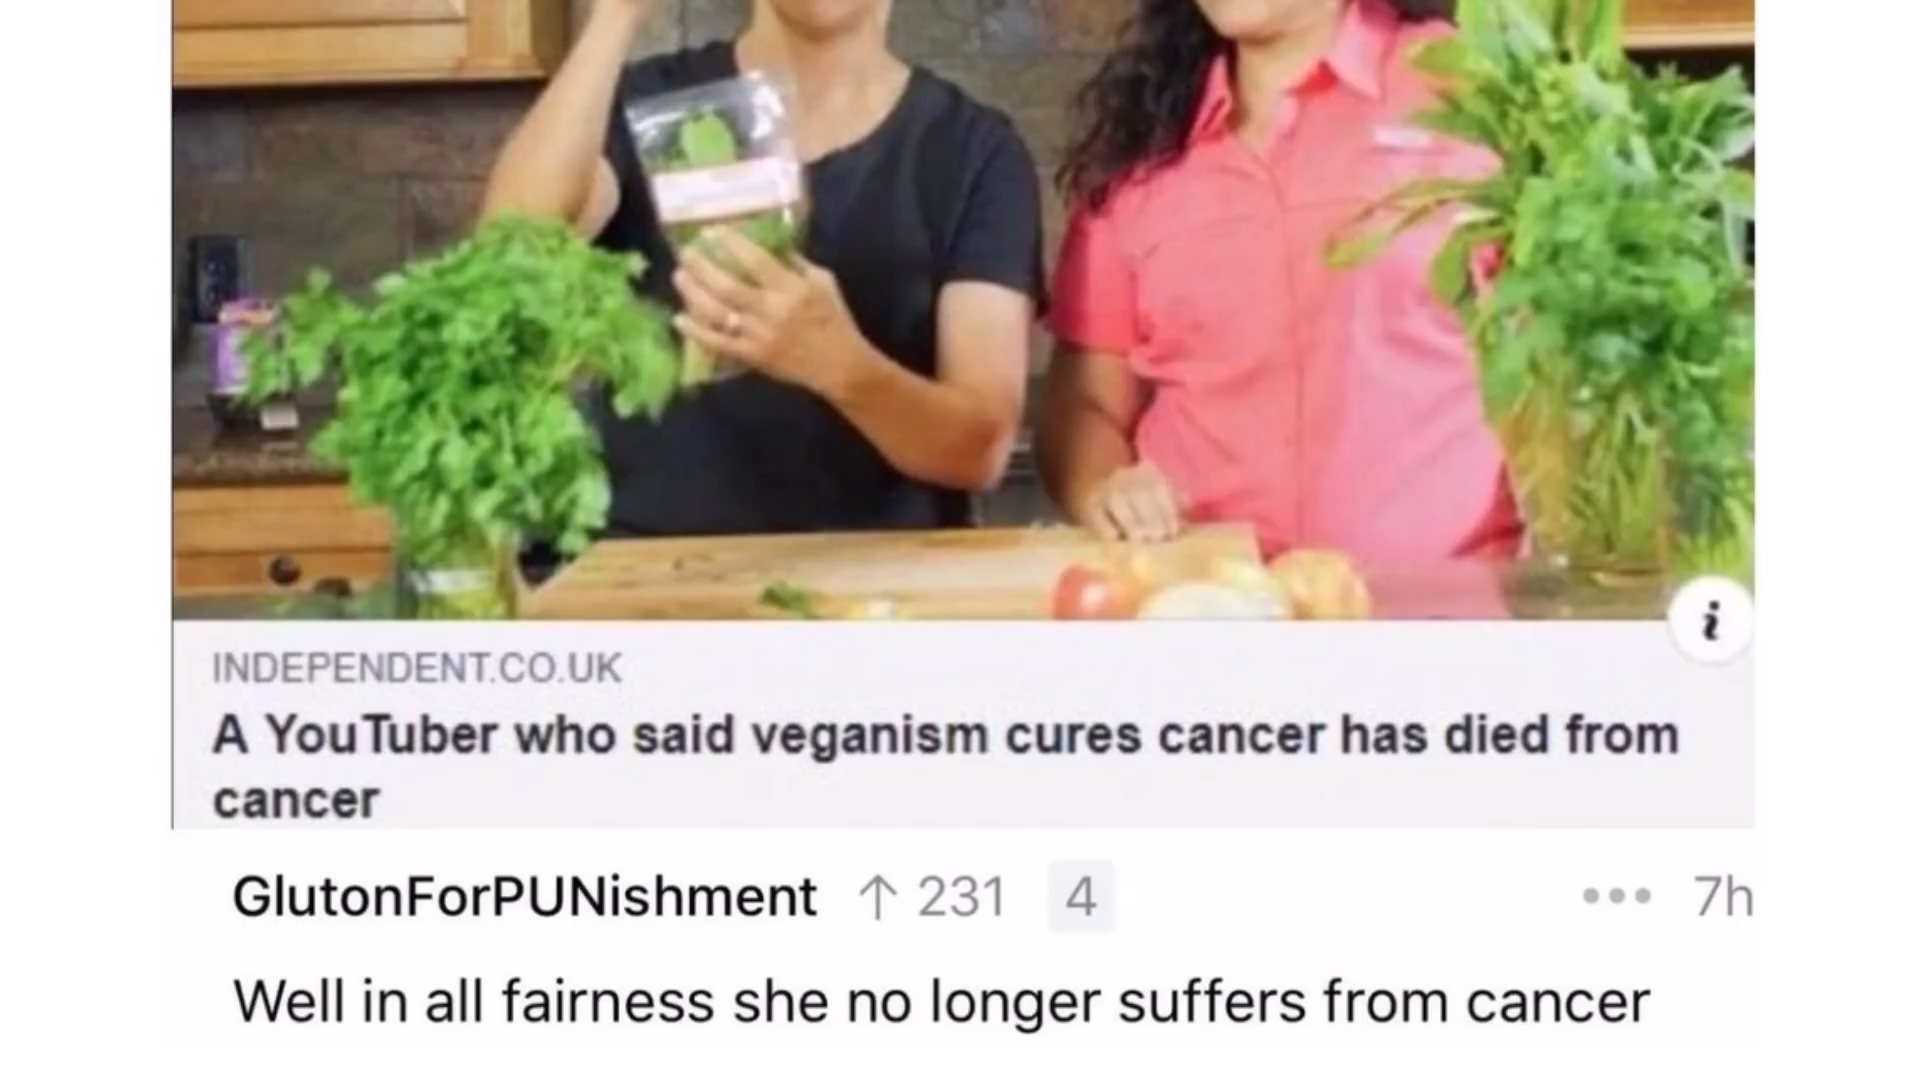 INDEPENDENT.CO.UK
A YouTuber who said veganism cures cancer has died from
cancer
GlutonForPUNishment ↑ 231 4 ••• 7h
Well in all fairness she no longer suffers from cancer